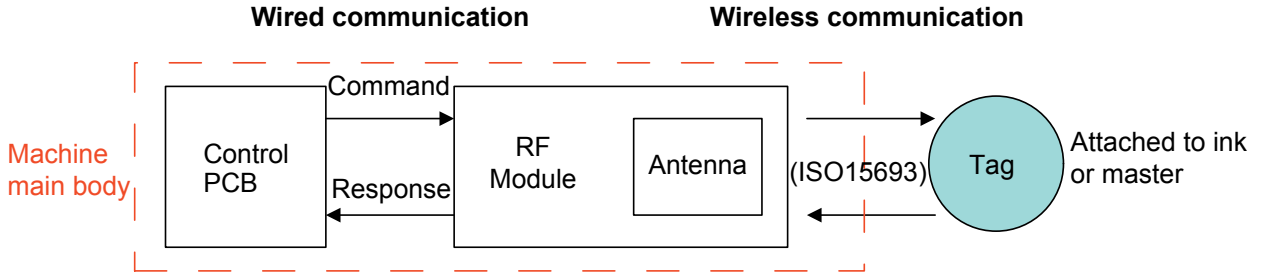 Wired communication
Wireless communication
Machine
main body
Control
PCB
Command
Response
RF
Module
Antenna
(ISO15693)
Tag
Attached to ink
or master